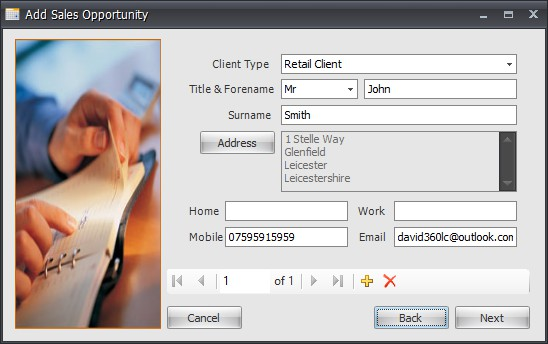 Add Sales Opportunity
Client Type Retail Client
Title & Forename Mr John
Surname Smith
Address 1 Stelle Way
Glenfield
Leicester
Leicestershire
Home Work
Mobile 07595915959 Email david360lc@outlook.com
1 of 1
Cancel Back Next